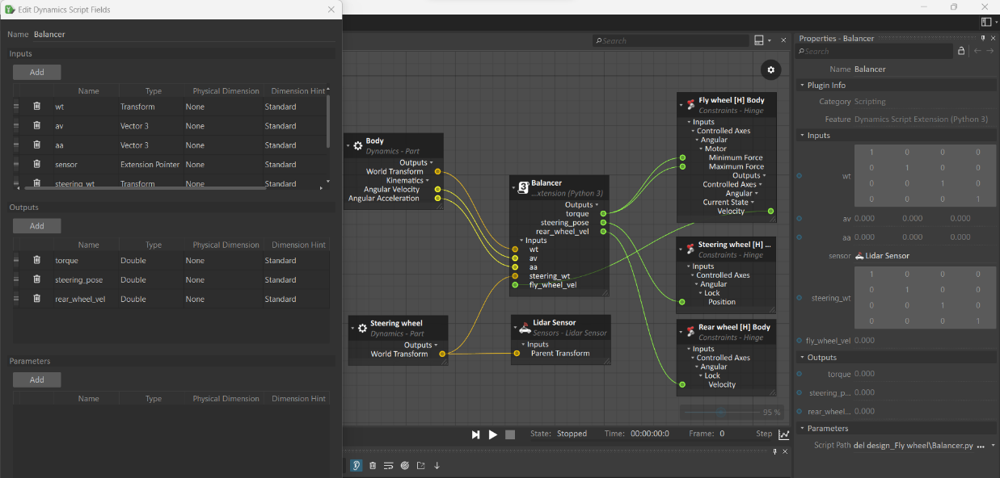 Edit Dynamics Script Fields
Name Balancer
Inputs
Add
Name Type Physical Dimension Dimension Hint
wt Transform None Standard
av Vector 3 None Standard
aa Vector 3 None Standard
sensor Extension Pointer None Standard
steering_wt Transform None Standard
Outputs
Add
Name Type Physical Dimension Dimension Hint
torque Double None Standard
steering_pose Double None Standard
rear_wheel_vel Double None Standard
Parameters
Add
Name Type Physical Dimension Dimension Hint
Search
Body
Dynamics - Part
Outputs
World Transform
Kinematics
Angular Velocity
Angular Acceleration
Steering wheel
Dynamics - Part
Outputs
World Transform
3 Balancer
...xtension (Python 3)
Outputs
torque
steering_pose
rear_wheel_vel
Inputs
wt
av
aa
steering_wt
fly_wheel_vel
Lidar Sensor
Sensors - Lidar Sensor
Inputs
Parent Transform
Fly wheel [H] Body
Constraints - Hinge
Inputs
Controlled Axes
Angular
Motor
Minimum Force
Maximum Force
Outputs
Controlled Axes
Angular
Current State
Velocity
Steering wheel [H] ...
Constraints - Hinge
Inputs
Controlled Axes
Angular
Lock
Position
Rear wheel [H] Body
Constraints - Hinge
Inputs
Controlled Axes
Angular
Lock
Velocity
95 %
State: Stopped Time: 00:00:00:0 Frame: 0 Step
Properties - Balancer
Search
Name Balancer
Plugin Info
Category Scripting
Feature Dynamics Script Extension (Python 3)
Inputs
1 0 0 0
0 1 0 0
wt
0 0 1 0
0 0 0 1
av 0.000 0.000 0.000
aa 0.000 0.000 0.000
sensor Lidar Sensor
1 0 0 0
0 1 0 0
steering_wt
0 0 1 0
0 0 0 1
fly_wheel_vel 0.000
Outputs
torque 0.000
steering_p... 0.000
rear_wheel... 0.000
Parameters
Script Path del design_Fly wheel\Balancer.py ...